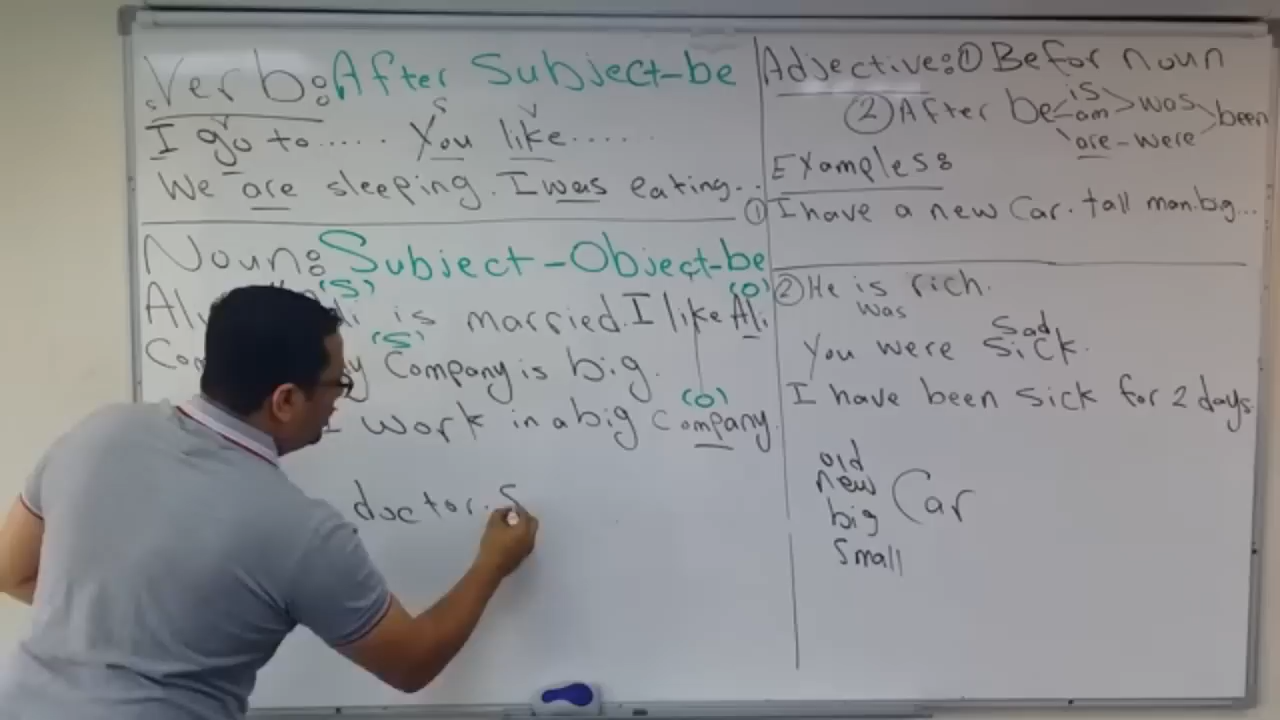 Verb: After Subject-be
S V
I go to..... You like......
V
We are sleeping. I was eating...
Noun: Subject-Object-be
(S) (O)
is married. I like Ali.
(S)
Company is big.
(O)
I work in a big Company.
doctor. S
Adjective: ① Befor noun
② After be is am are was were been
Examples:
① I have a new Car. tall man. big...
② He is rich.
was
sad
You were sick.
I have been sick for 2 days.
old
new
big
small
Car